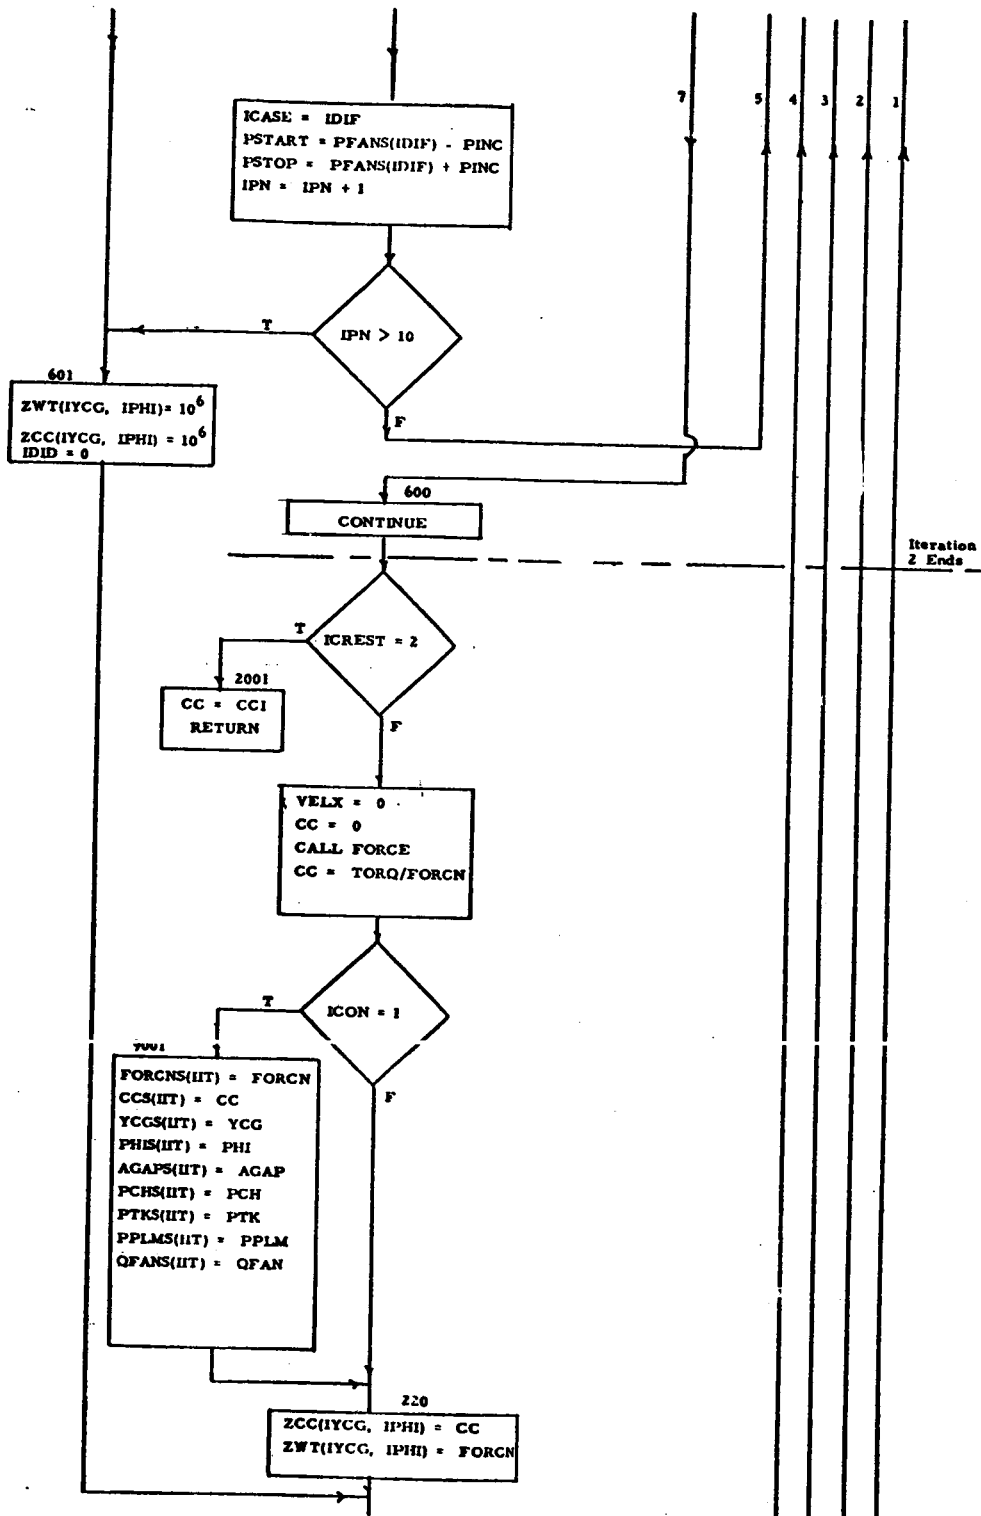 7
5
4
3
2
1
ICASE = IDIF
PSTART = PFANS(IDIF) - PINC
PSTOP = PFANS(IDIF) + PINC
IPN = IPN + 1
IPN > 10
T
F
601
ZWT(IYCG, IPHI) = 10^6
ZCC(IYCG, IPHI) = 10^6
IDID = 0
600
CONTINUE
Iteration
2 Ends
ICREST = 2
T
F
2001
CC = CCI
RETURN
VELX = 0
CC = 0
CALL FORCE
CC = TORQ/FORCN
ICON = 1
T
F
9001
FORCNS(IIT) = FORCN
CCS(IIT) = CC
YCGS(IIT) = YCG
PHIS(IIT) = PHI
AGAPS(IIT) = AGAP
PCHS(IIT) = PCH
PTKS(IIT) = PTK
PPLMS(IIT) = PPLM
QFANS(IIT) = QFAN
220
ZCC(IYCG, IPHI) = CC
ZWT(IYCG, IPHI) = FORCN